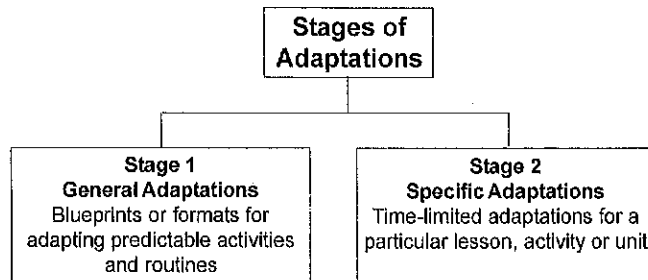 Stages of
Adaptations
Stage 1
General Adaptations
Blueprints or formats for
adapting predictable activities
and routines
Stage 2
Specific Adaptations
Time-limited adaptations for a
particular lesson, activity or unit